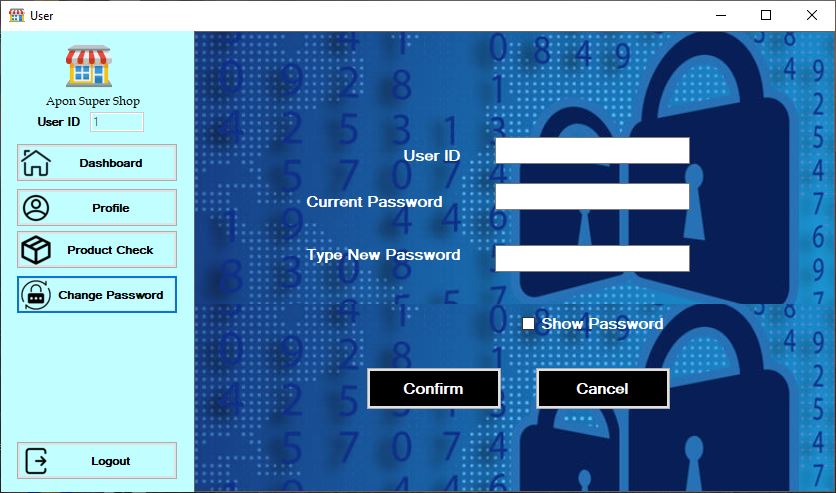 User
Apon Super Shop
User ID 1
Dashboard
Profile
Product Check
Change Password
Logout
User ID
Current Password
Type New Password
Show Password
Confirm Cancel